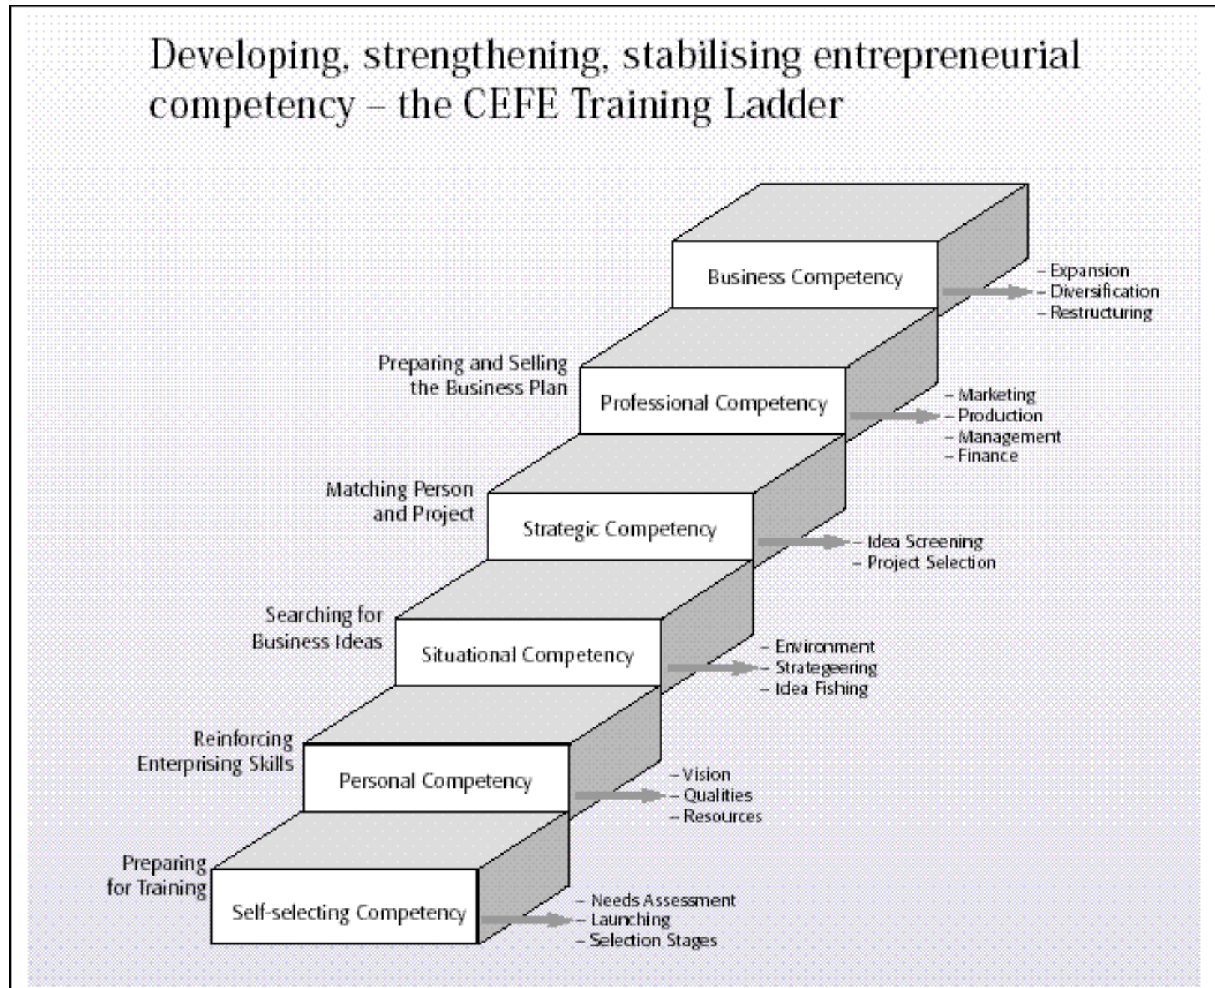 Developing, strengthening, stabilising entrepreneurial
competency – the CEFE Training Ladder
Business Competency
– Expansion
– Diversification
– Restructuring
Preparing and Selling
the Business Plan
Professional Competency
– Marketing
– Production
– Management
– Finance
Matching Person
and Project
Strategic Competency
– Idea Screening
– Project Selection
Searching for
Business Ideas
Situational Competency
– Environment
– Strategeering
– Idea Fishing
Reinforcing
Enterprising Skills
Personal Competency
– Vision
– Qualities
– Resources
Preparing
for Training
Self-selecting Competency
– Needs Assessment
– Launching
– Selection Stages